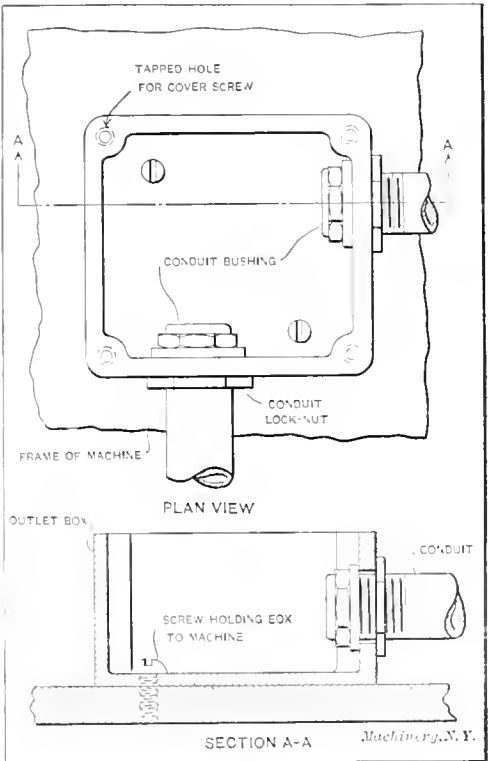 TAPPED HOLE
FOR COVER SCREW
A
A
CONDUIT BUSHING
CONDUIT
LOCK-NUT
FRAME OF MACHINE
PLAN VIEW
OUTLET BOX
CONDUIT
SCREW HOLDING BOX
TO MACHINE
SECTION A-A
Machinery, N.Y.